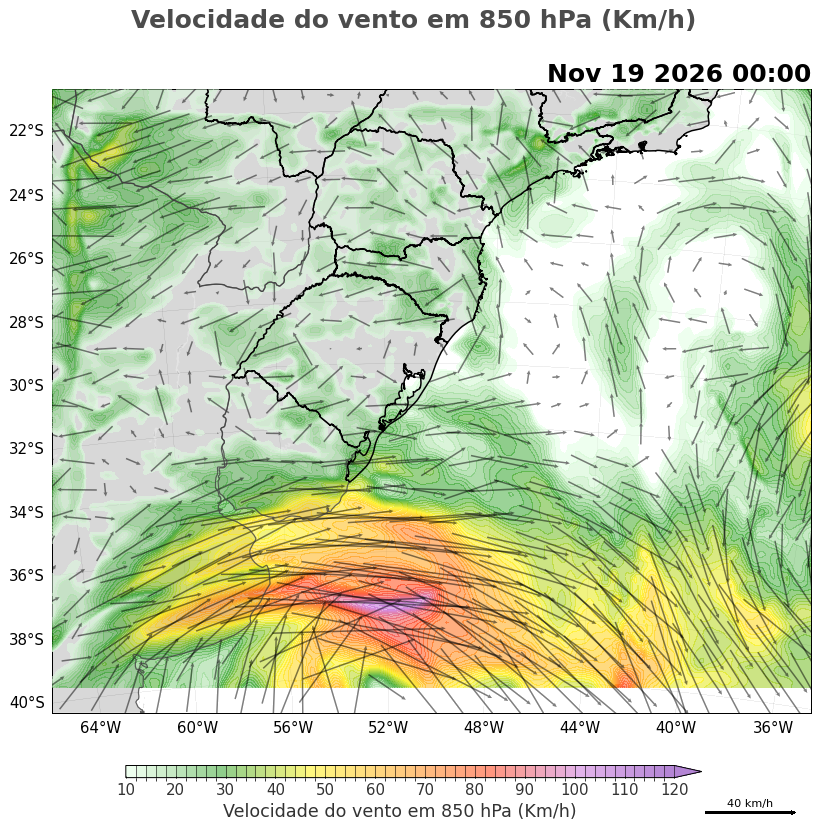 Velocidade do vento em 850 hPa (Km/h)
Nov 19 2026 00:00
22°S
24°S
26°S
28°S
30°S
32°S
34°S
36°S
38°S
40°S
64°W 60°W 56°W 52°W 48°W 44°W 40°W 36°W
10 20 30 40 50 60 70 80 90 100 110 120
Velocidade do vento em 850 hPa (Km/h)
40 km/h